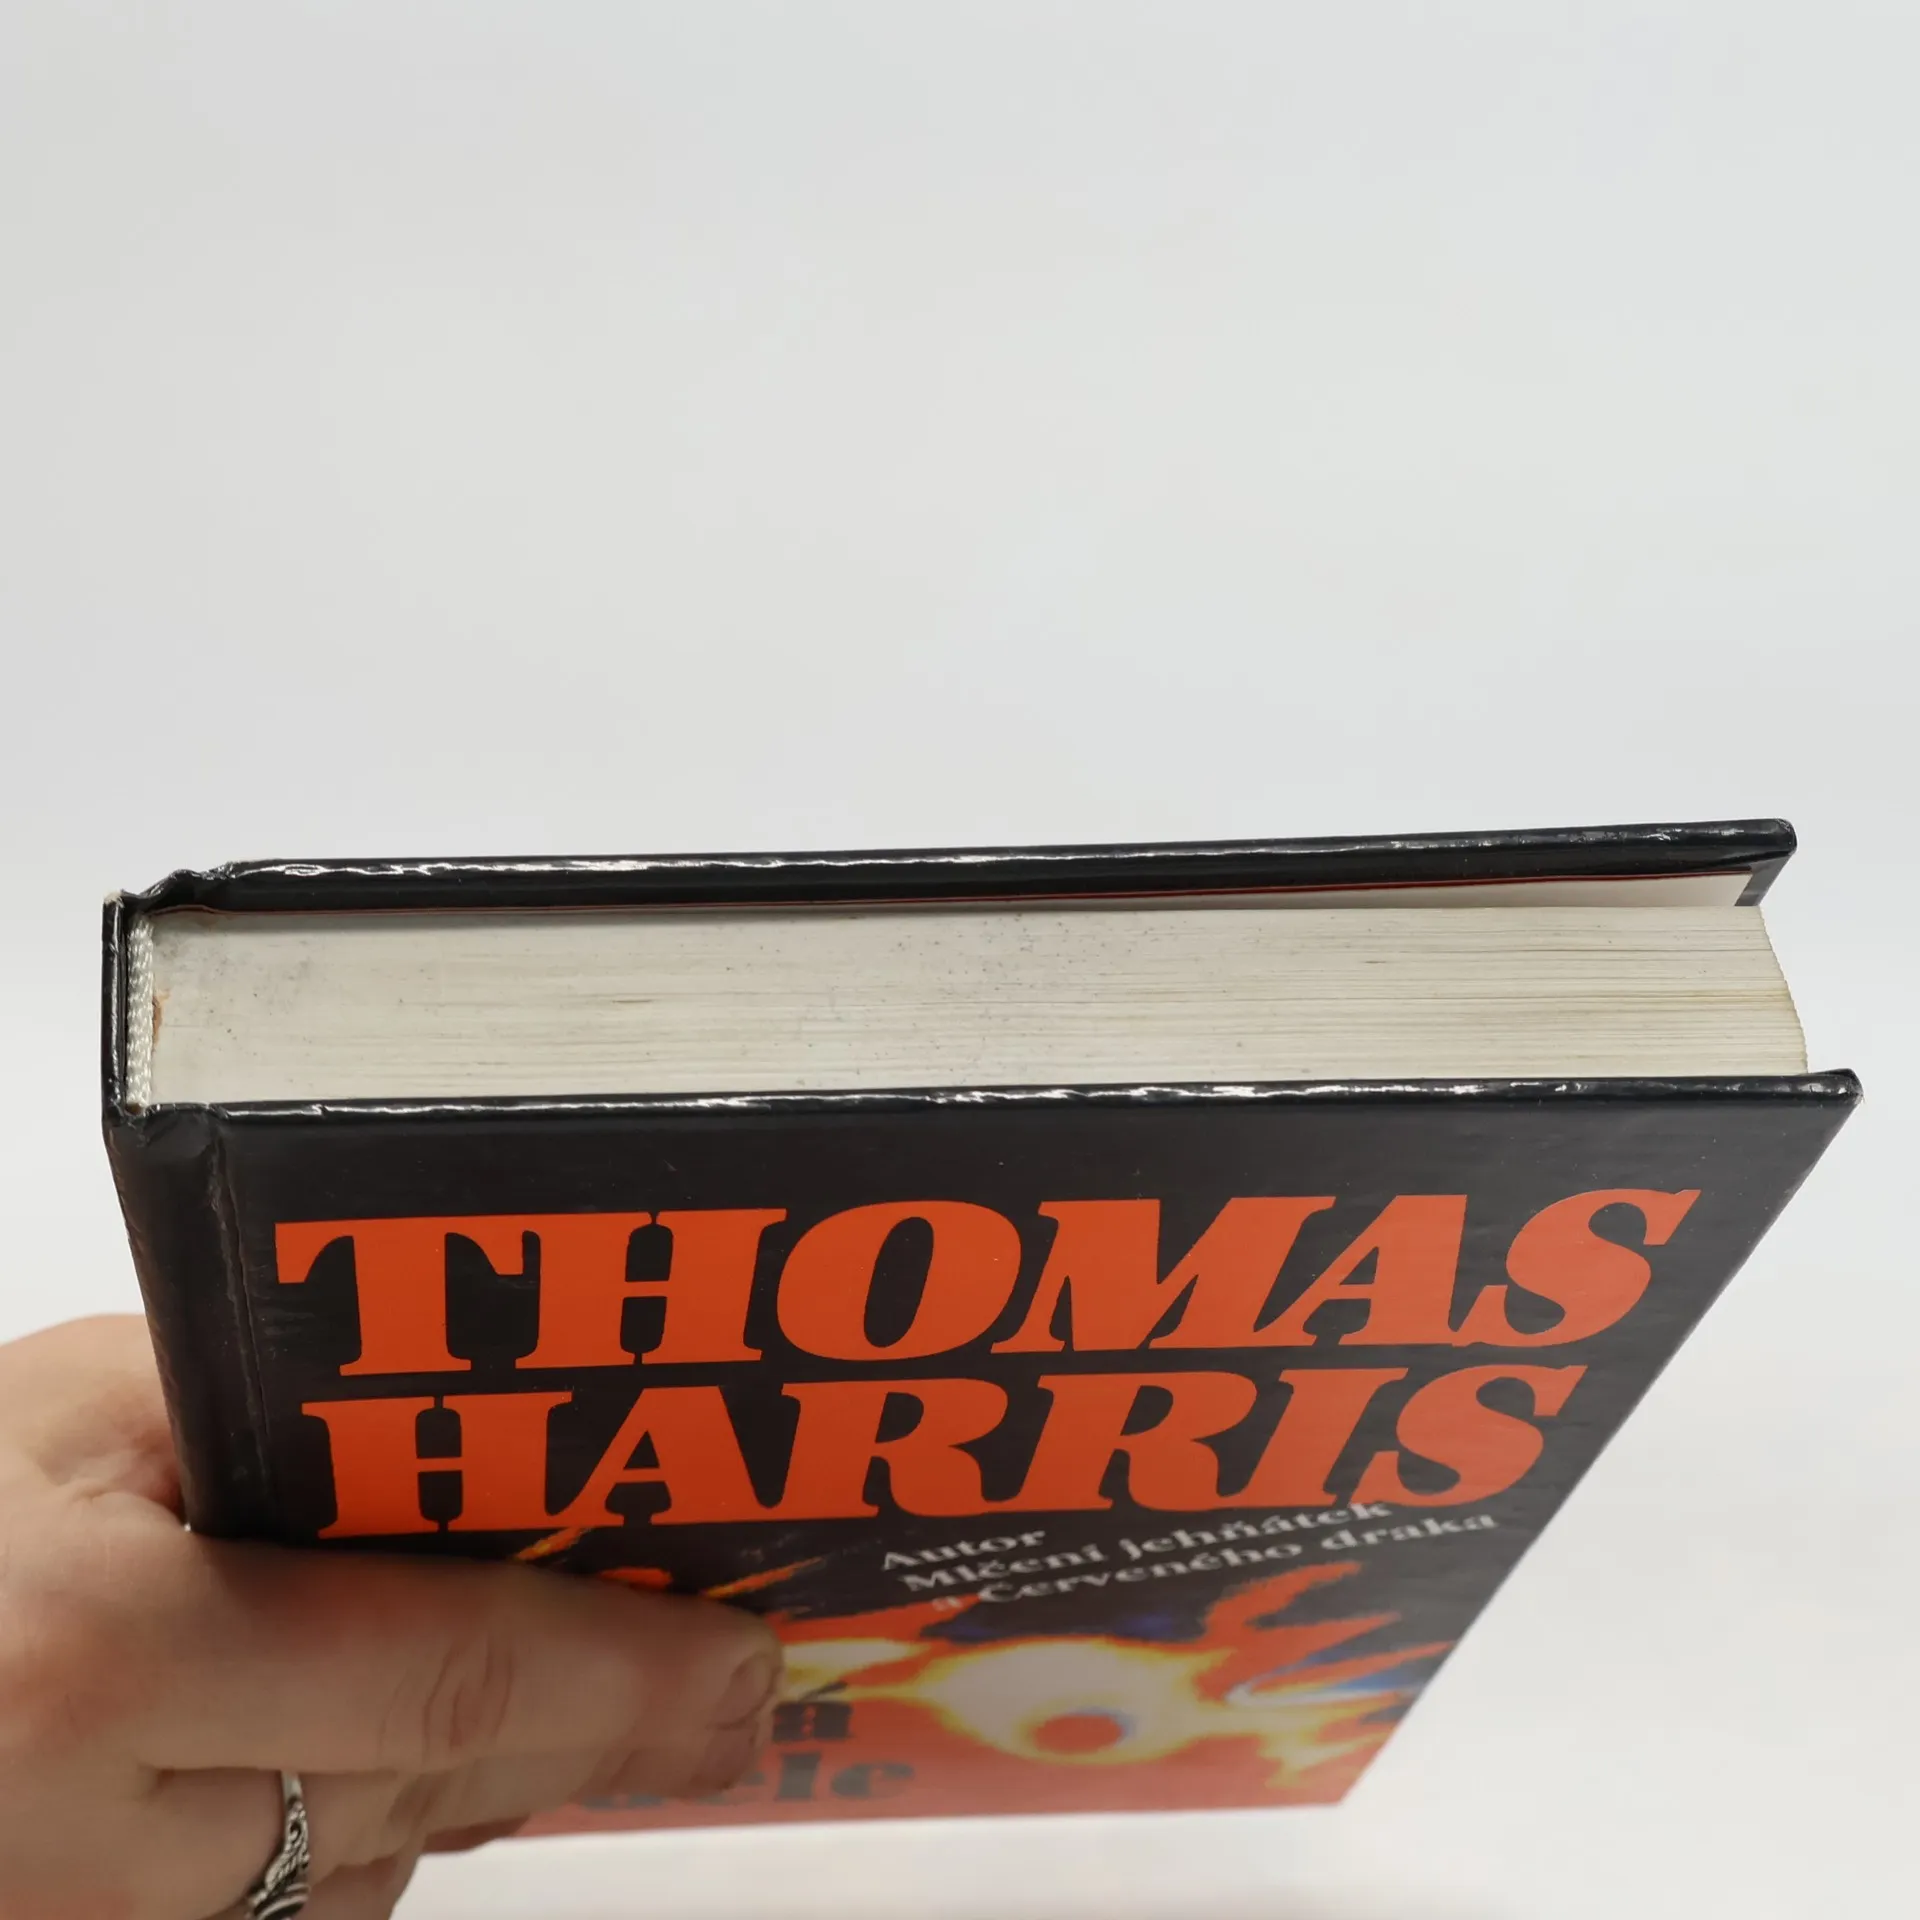 THOMAS
HARRIS
Autor
Mlčení jehňátek
a Červeného draka